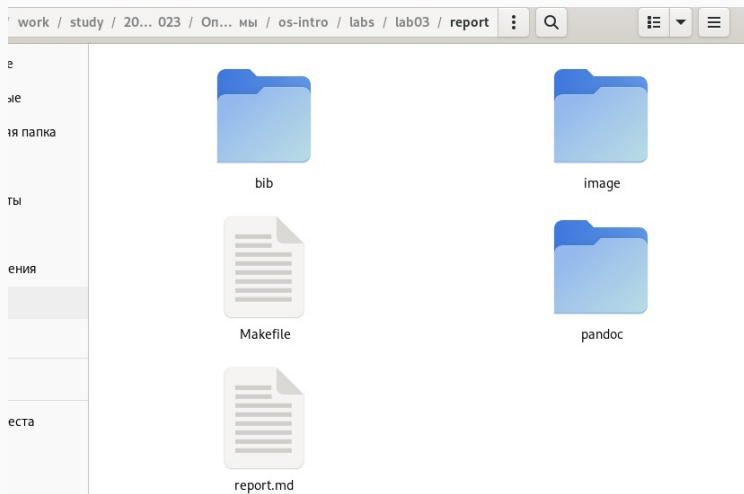 / work / study / 20… 023 / Оп… мы / os-intro / labs / lab03 / report
е
ые
яя папка
ты
ения
еста
bib
image
Makefile
pandoc
report.md